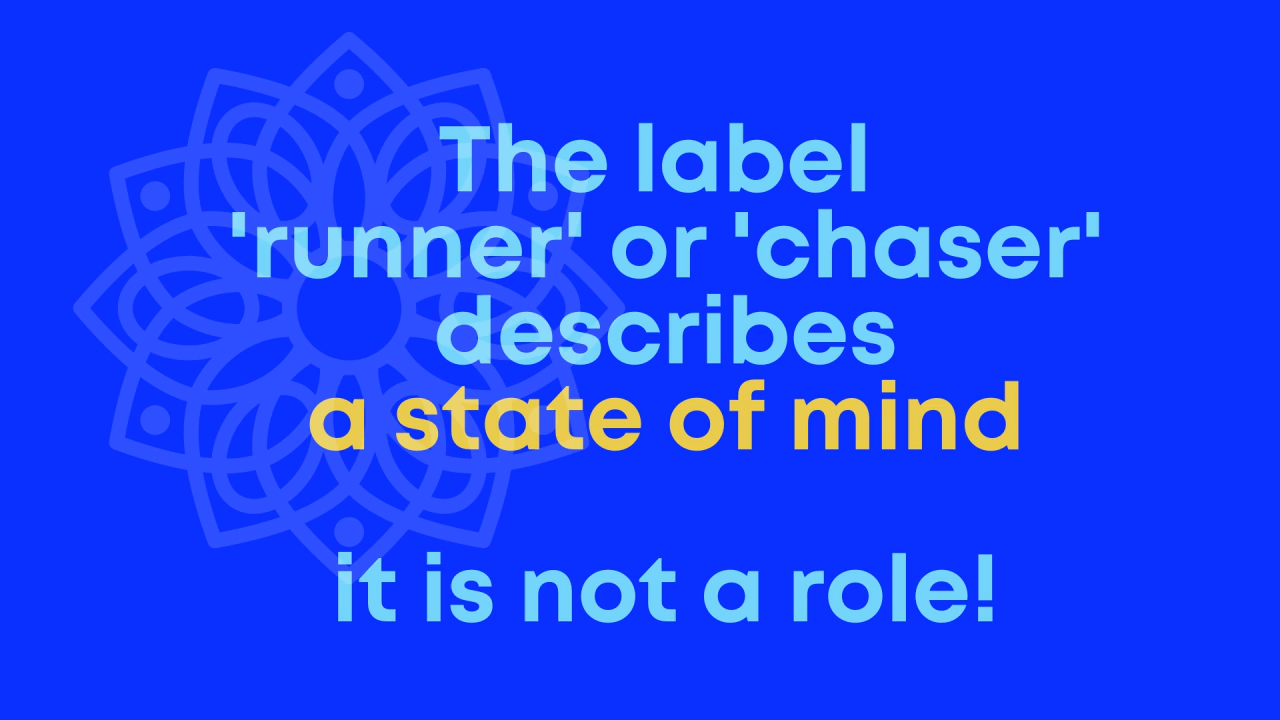 The label
'runner' or 'chaser'
describes
a state of mind
it is not a role!